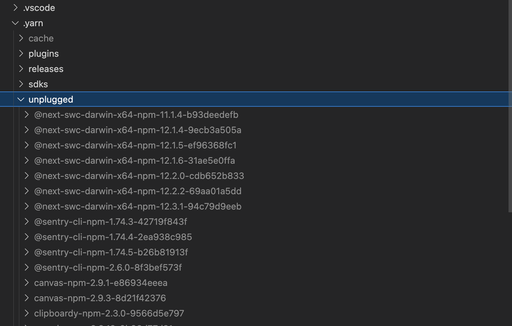 .vscode
.yarn
cache
plugins
releases
sdks
unplugged
@next-swc-darwin-x64-npm-11.1.4-b93deedefb
@next-swc-darwin-x64-npm-12.1.4-9ecb3a505a
@next-swc-darwin-x64-npm-12.1.5-ef96368fc1
@next-swc-darwin-x64-npm-12.1.6-31ae5e0ffa
@next-swc-darwin-x64-npm-12.2.0-cdb652b833
@next-swc-darwin-x64-npm-12.2.2-69aa01a5dd
@next-swc-darwin-x64-npm-12.3.1-94c79d9eeb
@sentry-cli-npm-1.74.3-42719f843f
@sentry-cli-npm-1.74.4-2ea938c985
@sentry-cli-npm-1.74.5-b26b81913f
@sentry-cli-npm-2.6.0-8f3bef573f
canvas-npm-2.9.1-e86934eeea
canvas-npm-2.9.3-8d21f42376
clipboardy-npm-2.3.0-9566d5e797